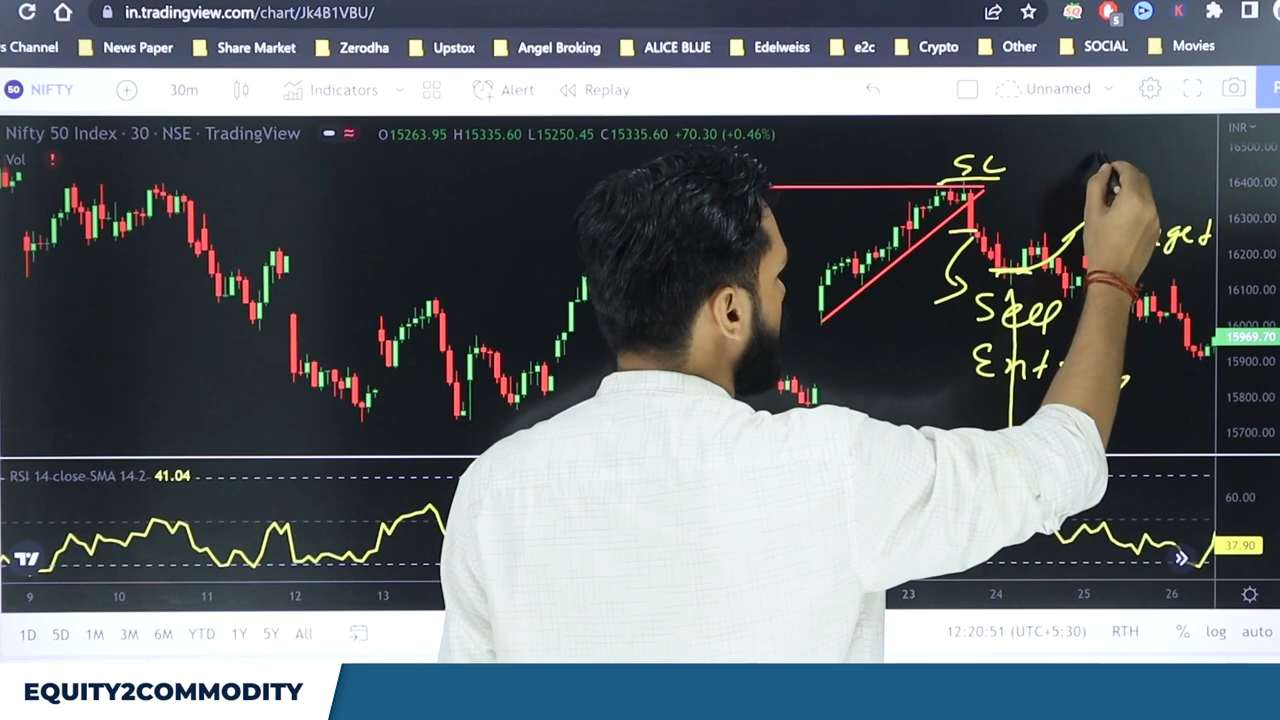 in.tradingview.com/chart/Jk4B1VBU/
5
K
s Channel News Paper Share Market Zerodha Upstox Angel Broking ALICE BLUE Edelweiss e2c Crypto Other SOCIAL Movies
50 NIFTY 30m Indicators Alert Replay Unnamed P
Nifty 50 Index · 30 · NSE · TradingView O15263.95 H15335.60 L15250.45 C15335.60 +70.30 (+0.46%) INR
Vol !
16500.00
16400.00
16300.00
16200.00
16100.00
16000.00
15969.70
15900.00
15800.00
15700.00
SL
Sell
RSI 14 close SMA 14 2 41.04
60.00
37.90
9 10 11 12 13 23 24 25 26
1D 5D 1M 3M 6M YTD 1Y 5Y All 12:20:51 (UTC+5:30) RTH % log auto
EQUITY2COMMODITY